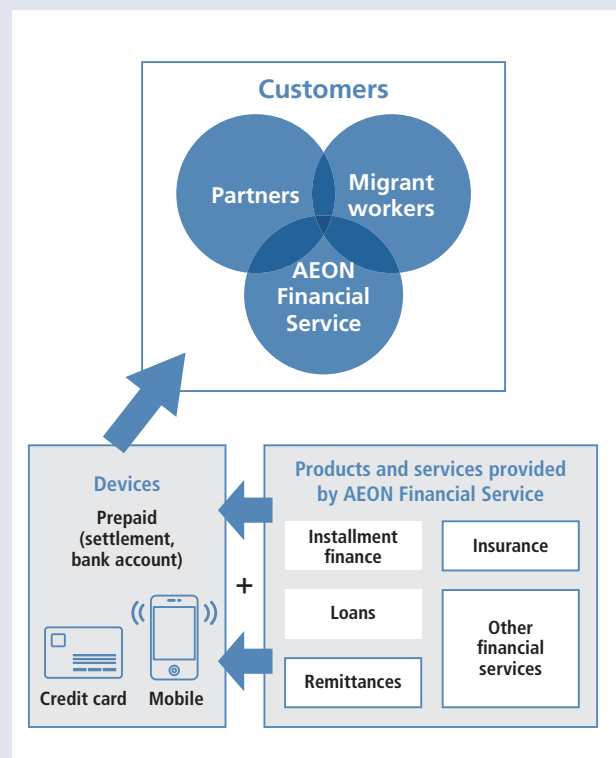 Customers
Partners
Migrant
workers
AEON
Financial
Service
Devices
Prepaid
(settlement,
bank account)
Credit card
Mobile
+
Products and services provided
by AEON Financial Service
Installment
finance
Insurance
Loans
Other
financial
services
Remittances